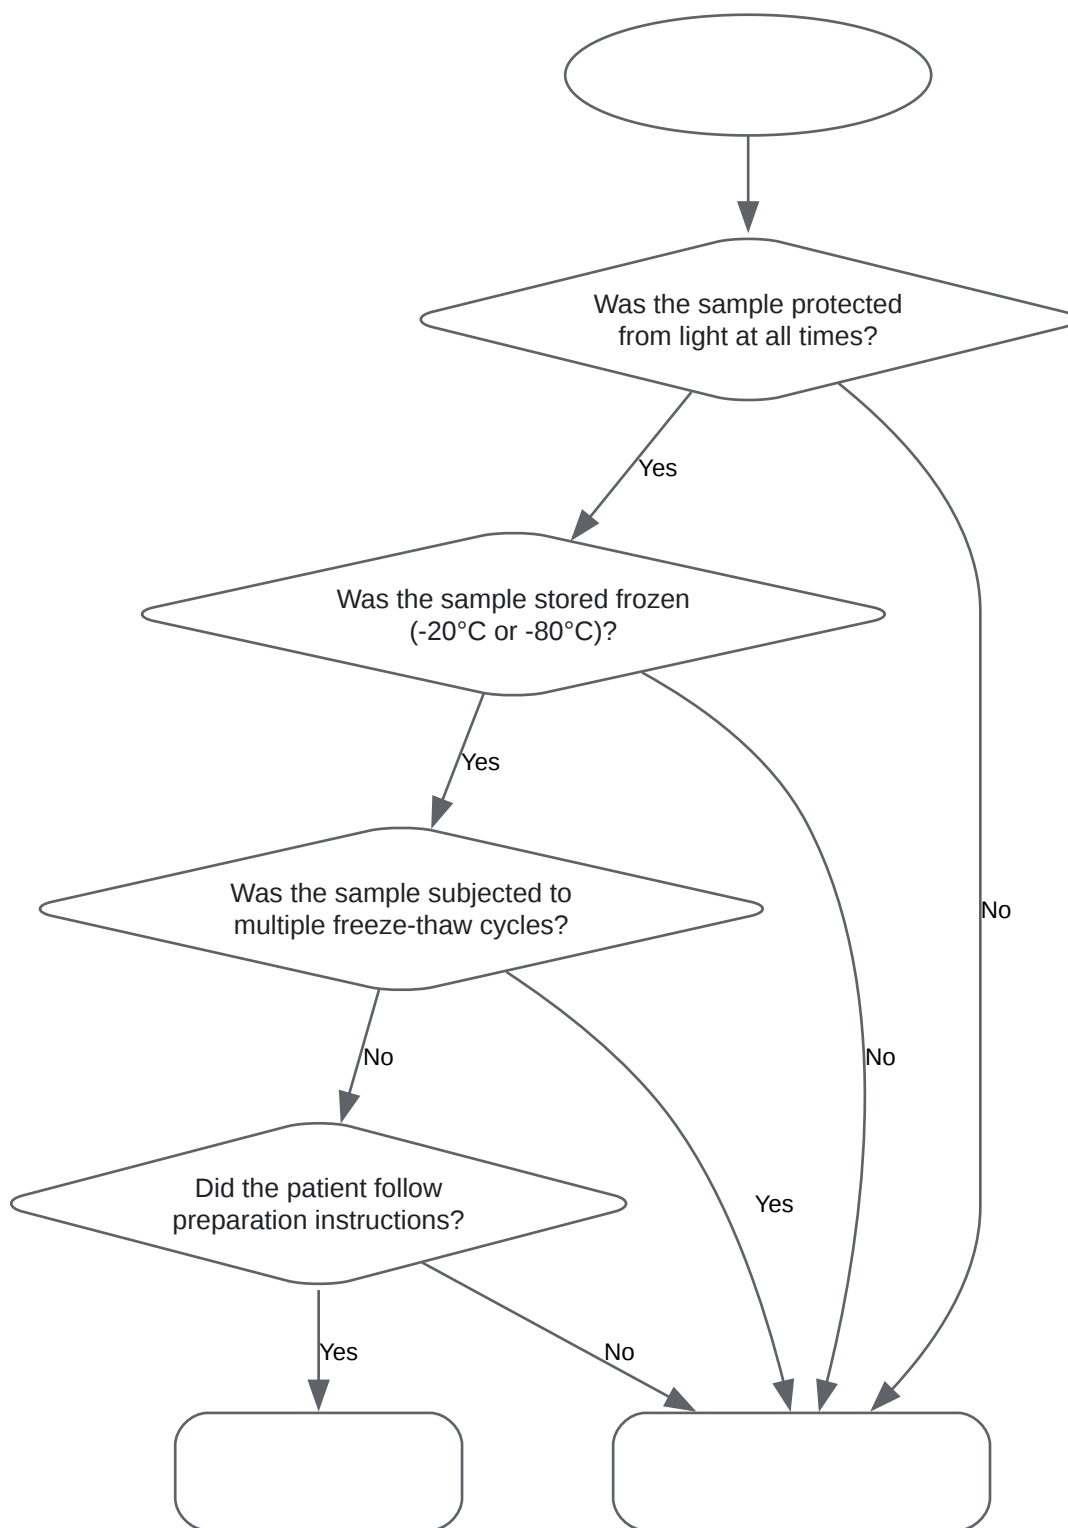 Was the sample protected
from light at all times?
Yes
Was the sample stored frozen
(-20°C or -80°C)?
Yes
Was the sample subjected to
multiple freeze-thaw cycles?
No
No
No
Did the patient follow
preparation instructions?
Yes
Yes
No